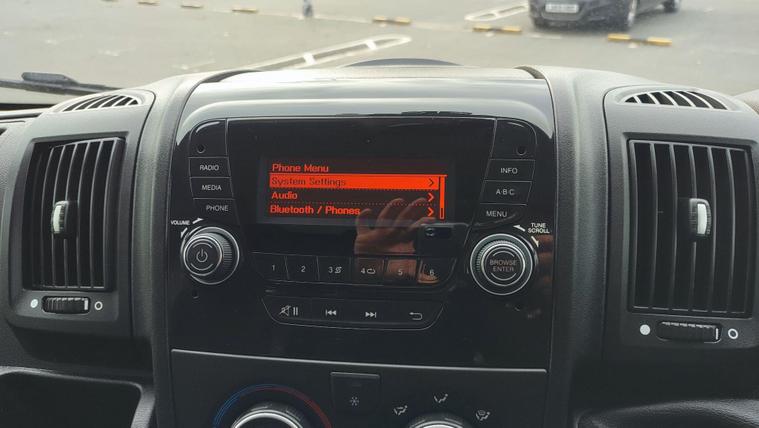 RADIO
MEDIA
PHONE
VOLUME
Phone Menu
System Settings
Audio
Bluetooth / Phones
INFO
A-B-C
MENU
TUNE
SCROLL
BROWSE
ENTER
1
2
3
4
5
6